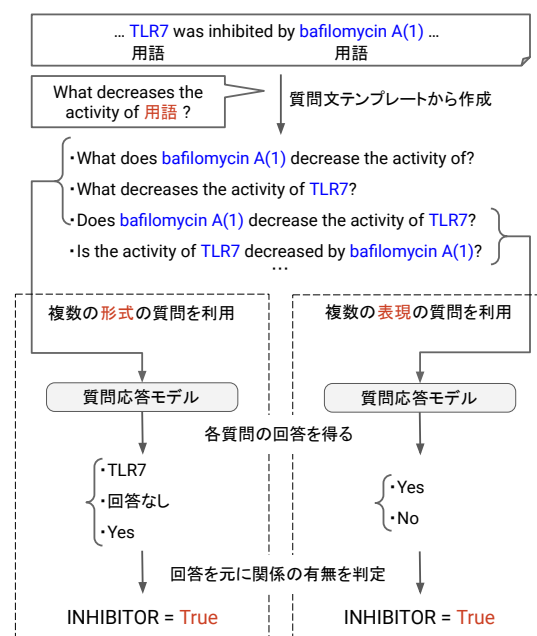 ... TLR7 was inhibited by bafilomycin A(1) ...
用語 用語
What decreases the
activity of 用語 ?
質問文テンプレートから作成
・What does bafilomycin A(1) decrease the activity of?
・What decreases the activity of TLR7?
・Does bafilomycin A(1) decrease the activity of TLR7?
・Is the activity of TLR7 decreased by bafilomycin A(1)?
...
複数の形式の質問を利用
複数の表現の質問を利用
質問応答モデル
質問応答モデル
各質問の回答を得る
・TLR7
・回答なし
・Yes
・Yes
・No
回答を元に関係の有無を判定
INHIBITOR = True
INHIBITOR = True